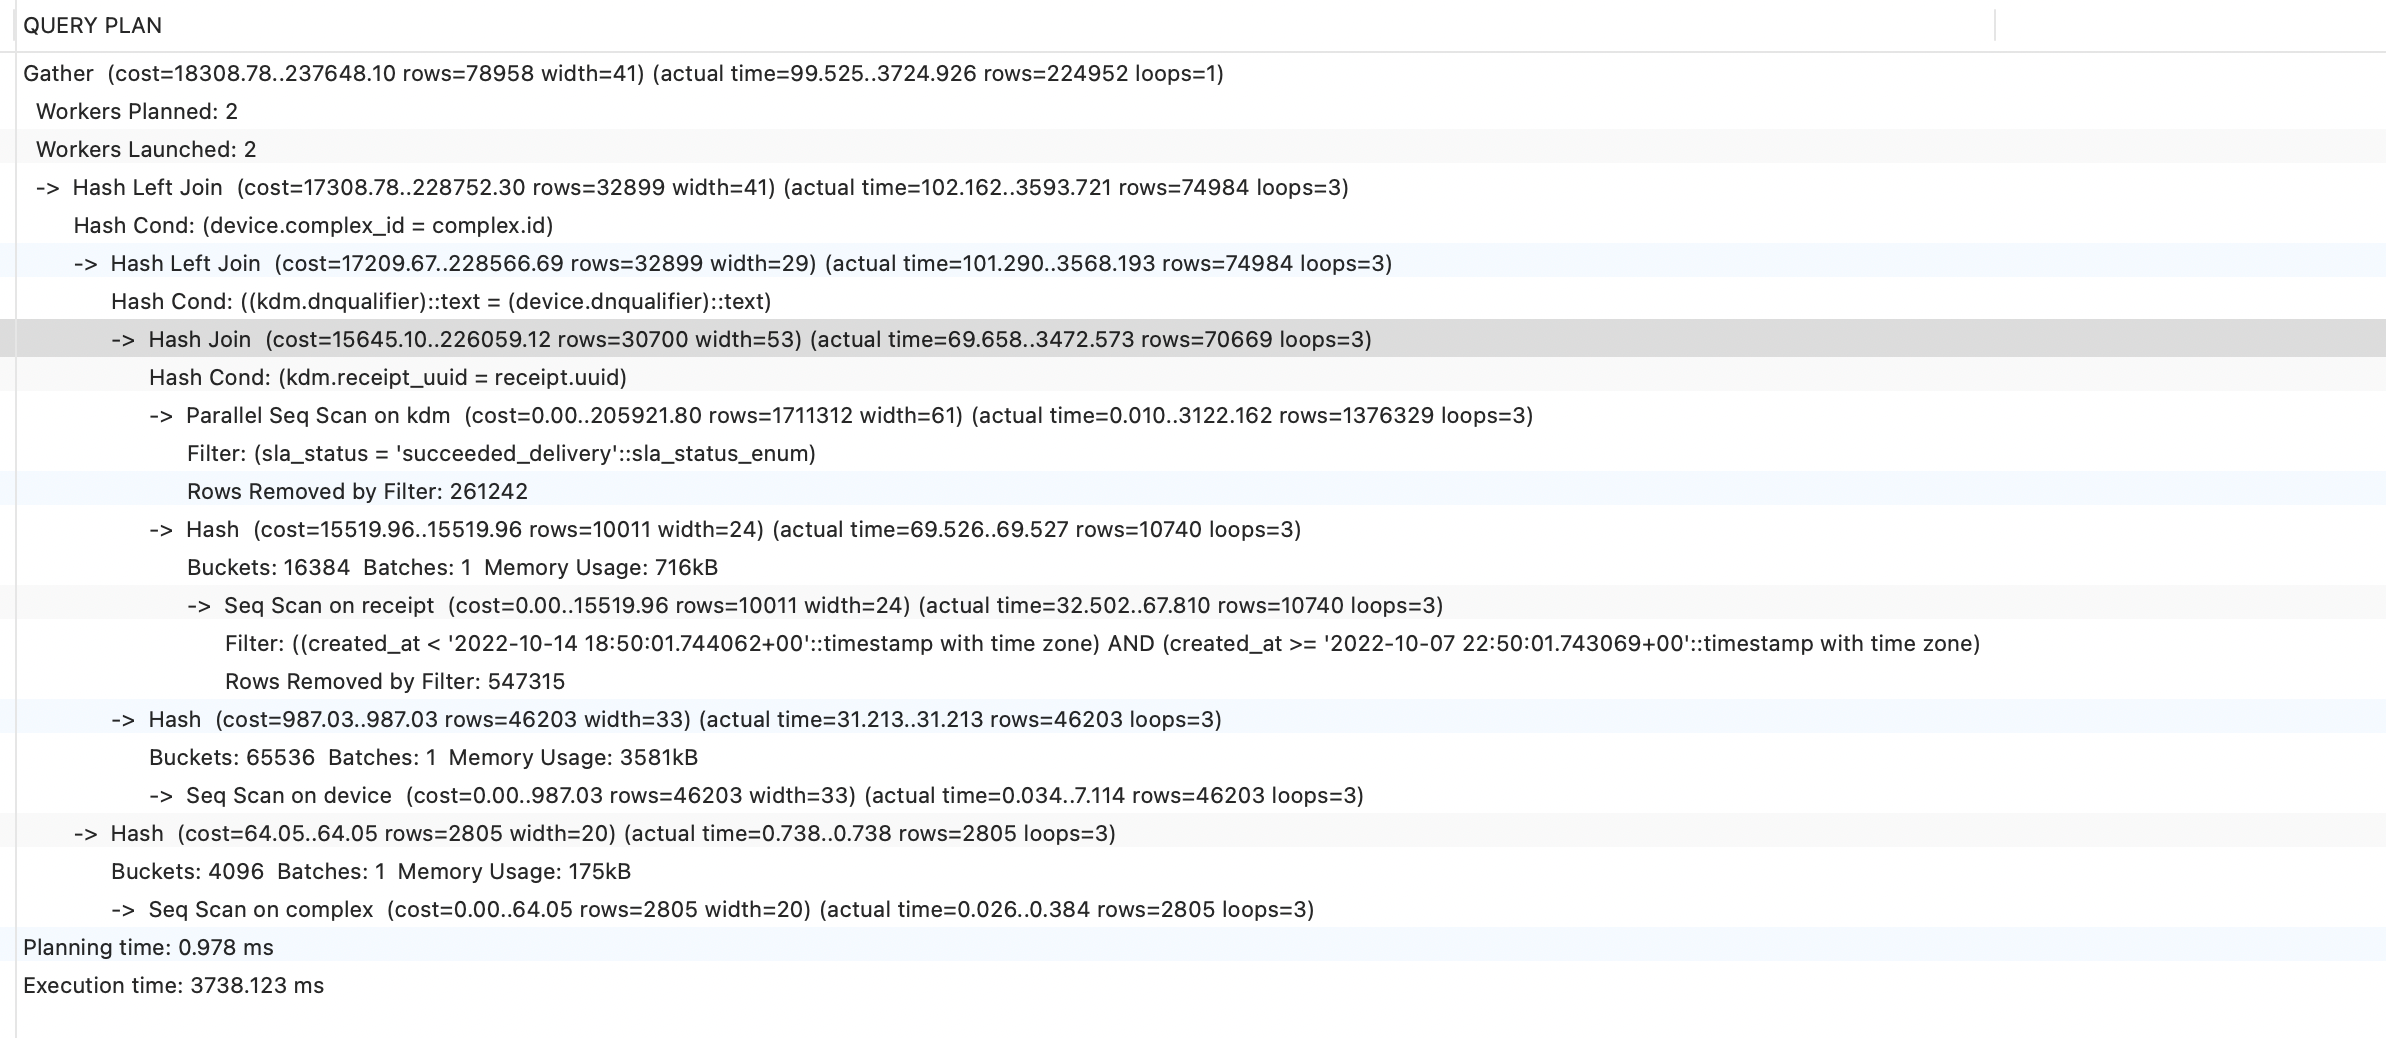 QUERY PLAN
Gather  (cost=18308.78..237648.10 rows=78958 width=41) (actual time=99.525..3724.926 rows=224952 loops=1)
Workers Planned: 2
Workers Launched: 2
->  Hash Left Join  (cost=17308.78..228752.30 rows=32899 width=41) (actual time=102.162..3593.721 rows=74984 loops=3)
Hash Cond: (device.complex_id = complex.id)
->  Hash Left Join  (cost=17209.67..228566.69 rows=32899 width=29) (actual time=101.290..3568.193 rows=74984 loops=3)
Hash Cond: ((kdm.dnqualifier)::text = (device.dnqualifier)::text)
->  Hash Join  (cost=15645.10..226059.12 rows=30700 width=53) (actual time=69.658..3472.573 rows=70669 loops=3)
Hash Cond: (kdm.receipt_uuid = receipt.uuid)
->  Parallel Seq Scan on kdm  (cost=0.00..205921.80 rows=1711312 width=61) (actual time=0.010..3122.162 rows=1376329 loops=3)
Filter: (sla_status = 'succeeded_delivery'::sla_status_enum)
Rows Removed by Filter: 261242
->  Hash  (cost=15519.96..15519.96 rows=10011 width=24) (actual time=69.526..69.527 rows=10740 loops=3)
Buckets: 16384  Batches: 1  Memory Usage: 716kB
->  Seq Scan on receipt  (cost=0.00..15519.96 rows=10011 width=24) (actual time=32.502..67.810 rows=10740 loops=3)
Filter: ((created_at < '2022-10-14 18:50:01.744062+00'::timestamp with time zone) AND (created_at >= '2022-10-07 22:50:01.743069+00'::timestamp with time zone)
Rows Removed by Filter: 547315
->  Hash  (cost=987.03..987.03 rows=46203 width=33) (actual time=31.213..31.213 rows=46203 loops=3)
Buckets: 65536  Batches: 1  Memory Usage: 3581kB
->  Seq Scan on device  (cost=0.00..987.03 rows=46203 width=33) (actual time=0.034..7.114 rows=46203 loops=3)
->  Hash  (cost=64.05..64.05 rows=2805 width=20) (actual time=0.738..0.738 rows=2805 loops=3)
Buckets: 4096  Batches: 1  Memory Usage: 175kB
->  Seq Scan on complex  (cost=0.00..64.05 rows=2805 width=20) (actual time=0.026..0.384 rows=2805 loops=3)
Planning time: 0.978 ms
Execution time: 3738.123 ms